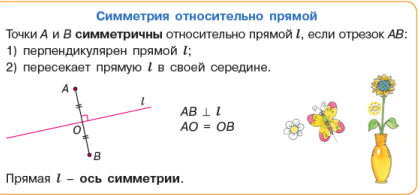 Симметрия относительно прямой
Точки A и B симметричны относительно прямой l, если отрезок AB:
1) перпендикулярен прямой l;
2) пересекает прямую l в своей середине.
A
l
O
B
AB ⊥ l
AO = OB
Прямая l – ось симметрии.